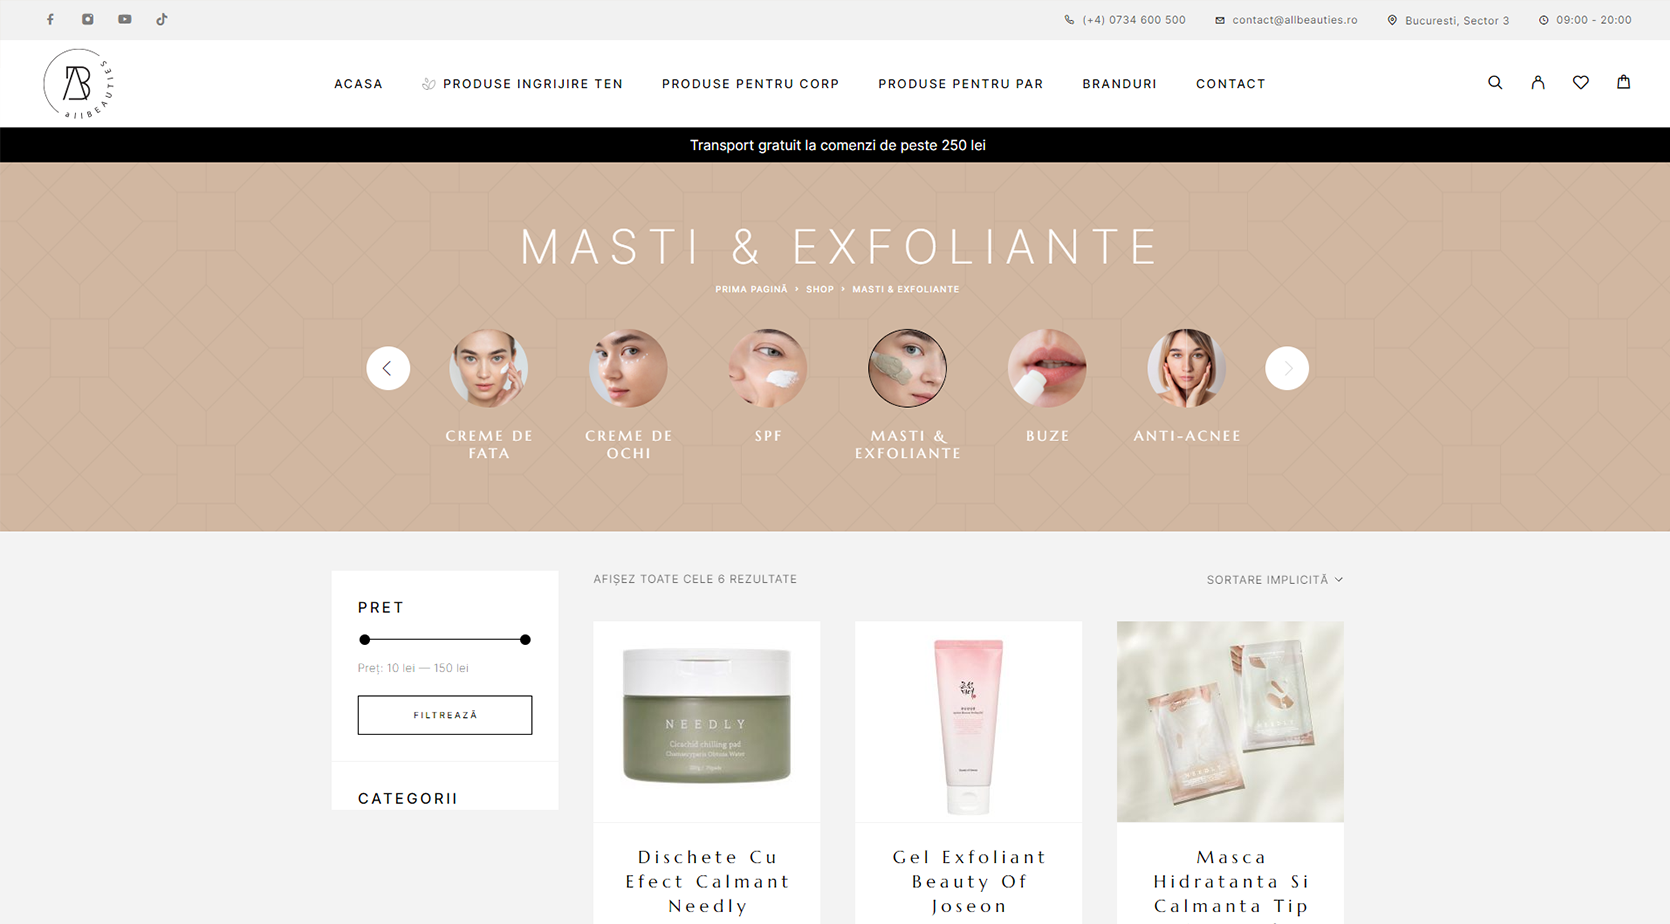 (+4) 0734 600 500
contact@allbeauties.ro
Bucuresti, Sector 3
09:00 - 20:00
AB
allBEAUTIES
ACASA
PRODUSE INGRIJIRE TEN
PRODUSE PENTRU CORP
PRODUSE PENTRU PAR
BRANDURI
CONTACT
Transport gratuit la comenzi de peste 250 lei
MASTI & EXFOLIANTE
PRIMA PAGINĂ › SHOP › MASTI & EXFOLIANTE
CREME DE
FATA
CREME DE
OCHI
SPF
MASTI &
EXFOLIANTE
BUZE
ANTI-ACNEE
PRET
Preț: 10 lei — 150 lei
FILTREAZĂ
CATEGORII
AFIȘEZ TOATE CELE 6 REZULTATE
SORTARE IMPLICITĂ
NEEDLY
Cicachid chilling pad
Dischete Cu
Efect Calmant
Needly
Gel Exfoliant
Beauty Of
Joseon
NEEDLY
NEEDLY
Masca
Hidratanta Si
Calmanta Tip